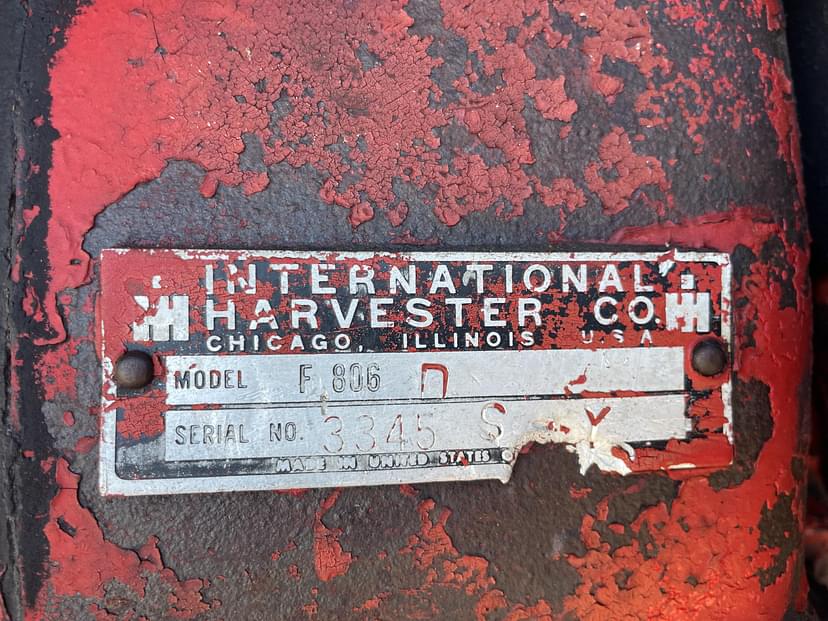 INTERNATIONAL
HARVESTER CO.
CHICAGO, ILLINOIS U.S.A
MODEL F 806 D
SERIAL NO. 3345 S Y
MADE IN UNITED STATES O